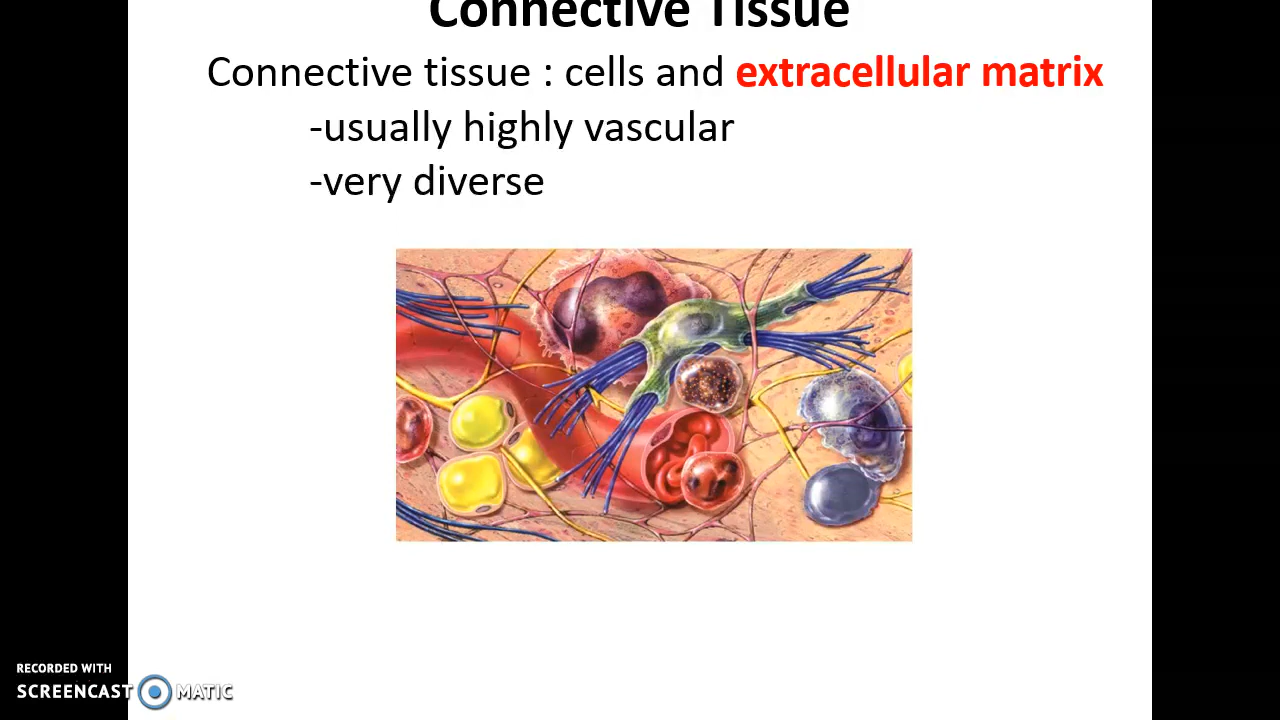 Connective Tissue
Connective tissue : cells and extracellular matrix
-usually highly vascular
-very diverse
RECORDED WITH
SCREENCAST MATIC